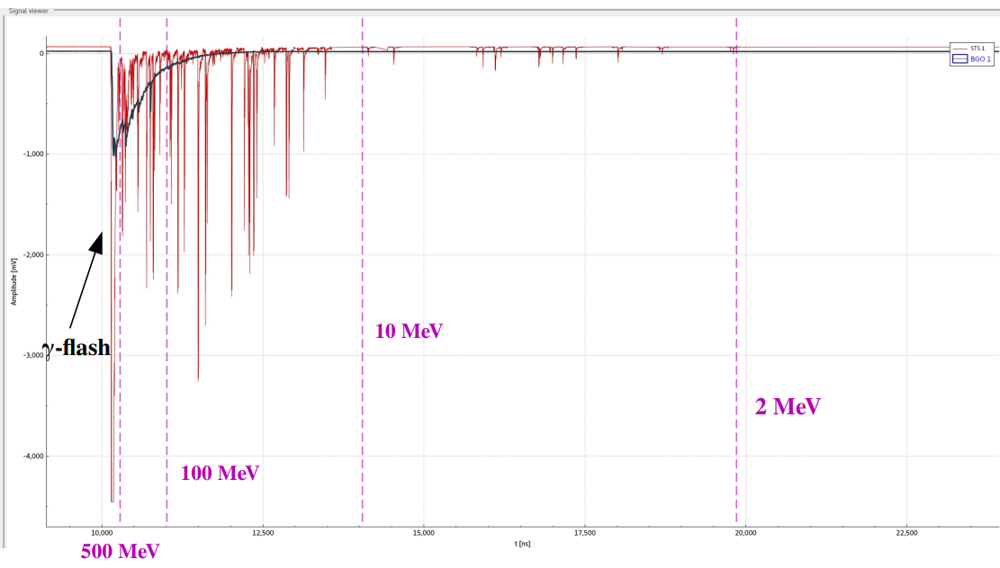 Signal viewer
STS 1
BGO 1
0
-1,000
-2,000
-3,000
-4,000
Amplitude [mV]
γ-flash
10 MeV
2 MeV
100 MeV
500 MeV
10,000
12,500
15,000
17,500
20,000
22,500
t [ns]